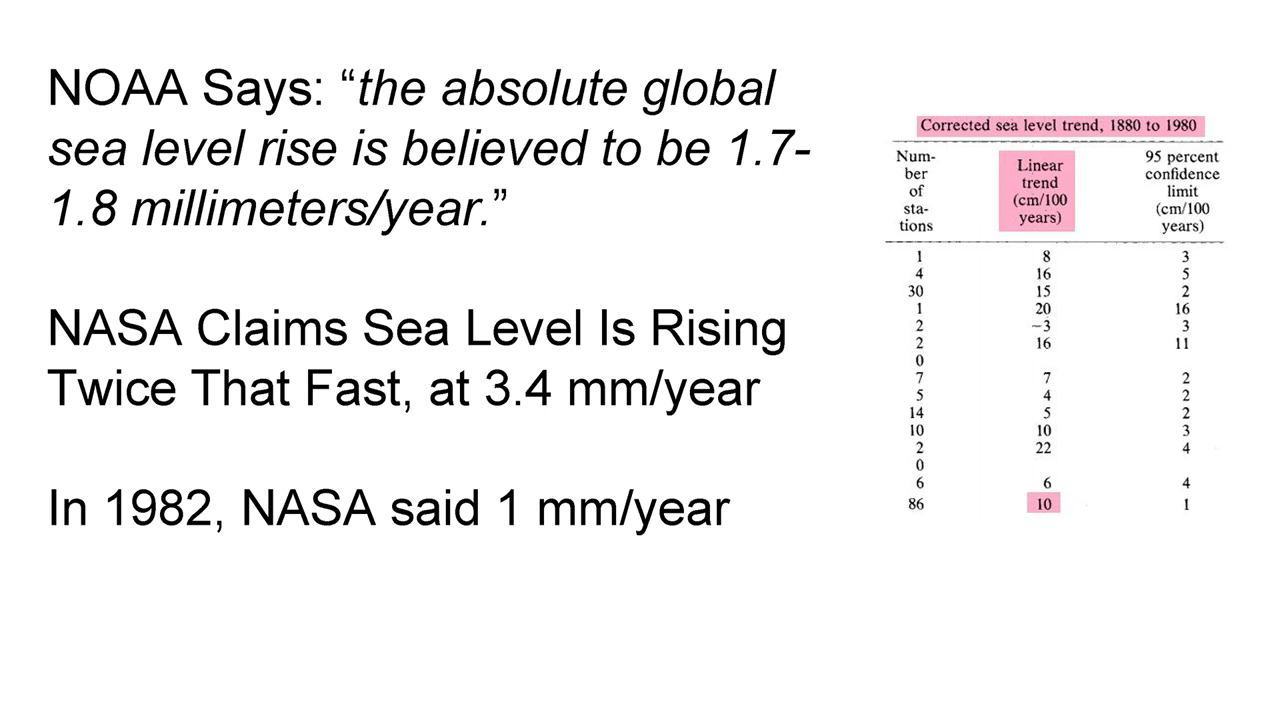 NOAA Says: “the absolute global
sea level rise is believed to be 1.7-
1.8 millimeters/year.”
NASA Claims Sea Level Is Rising
Twice That Fast, at 3.4 mm/year
In 1982, NASA said 1 mm/year
Corrected sea level trend, 1880 to 1980
Num-
ber
of
sta-
tions
Linear
trend
(cm/100
years)
95 percent
confidence
limit
(cm/100
years)
1 8 3
4 16 5
30 15 2
1 20 16
2 −3 3
2 16 11
0
7 7 2
5 4 2
14 5 2
10 10 3
2 22 4
0
6 6 4
86 10 1